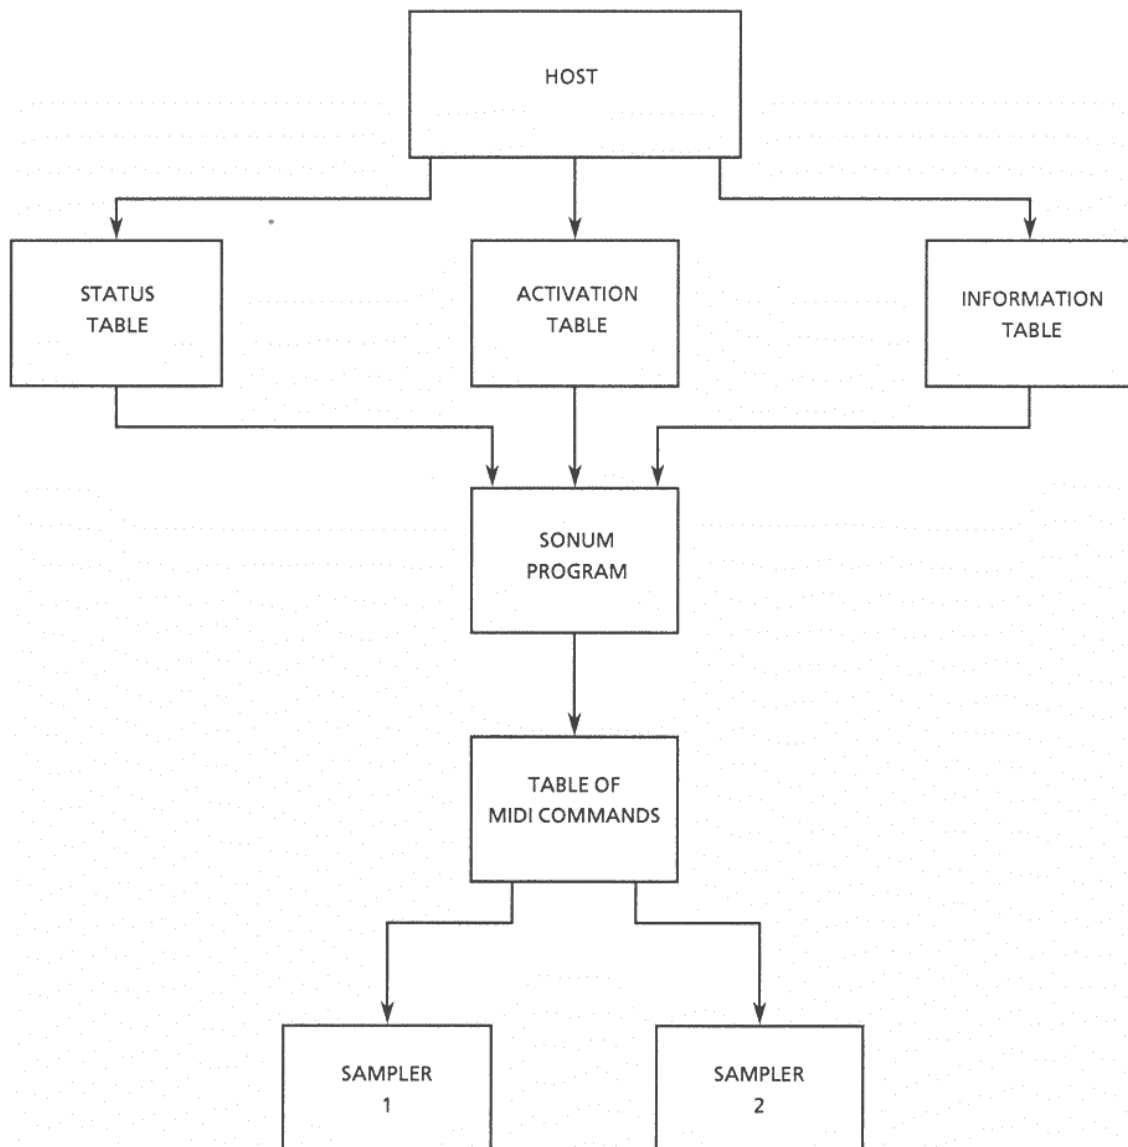 HOST
STATUS
TABLE
ACTIVATION
TABLE
INFORMATION
TABLE
SONUM
PROGRAM
TABLE OF
MIDI COMMANDS
SAMPLER
1
SAMPLER
2